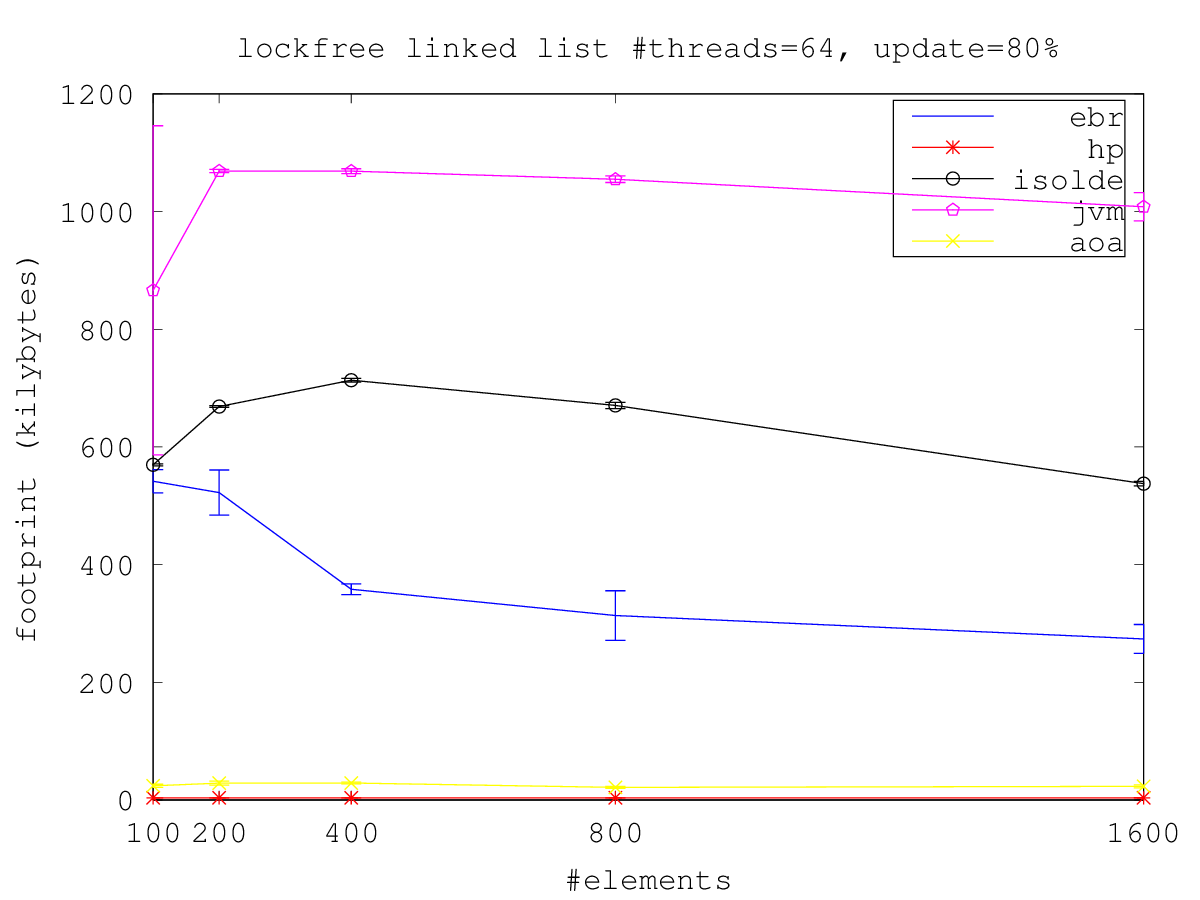 lockfree linked list #threads=64, update=80%
1200
1000
800
600
400
200
0
footprint (kilybytes)
ebr
hp
isolde
jvm
aoa
100 200 400 800 1600
#elements